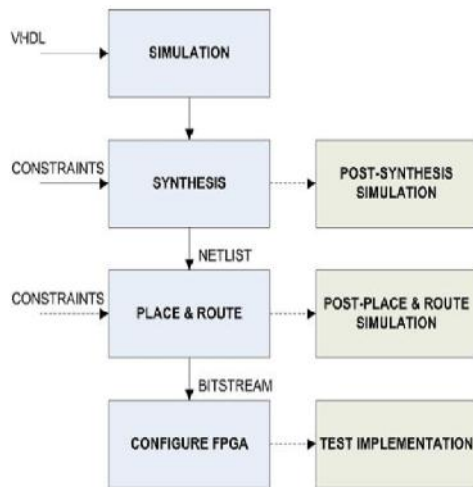 VHDL
SIMULATION
CONSTRAINTS
SYNTHESIS
POST-SYNTHESIS
SIMULATION
NETLIST
CONSTRAINTS
PLACE & ROUTE
POST-PLACE & ROUTE
SIMULATION
BITSTREAM
CONFIGURE FPGA
TEST IMPLEMENTATION